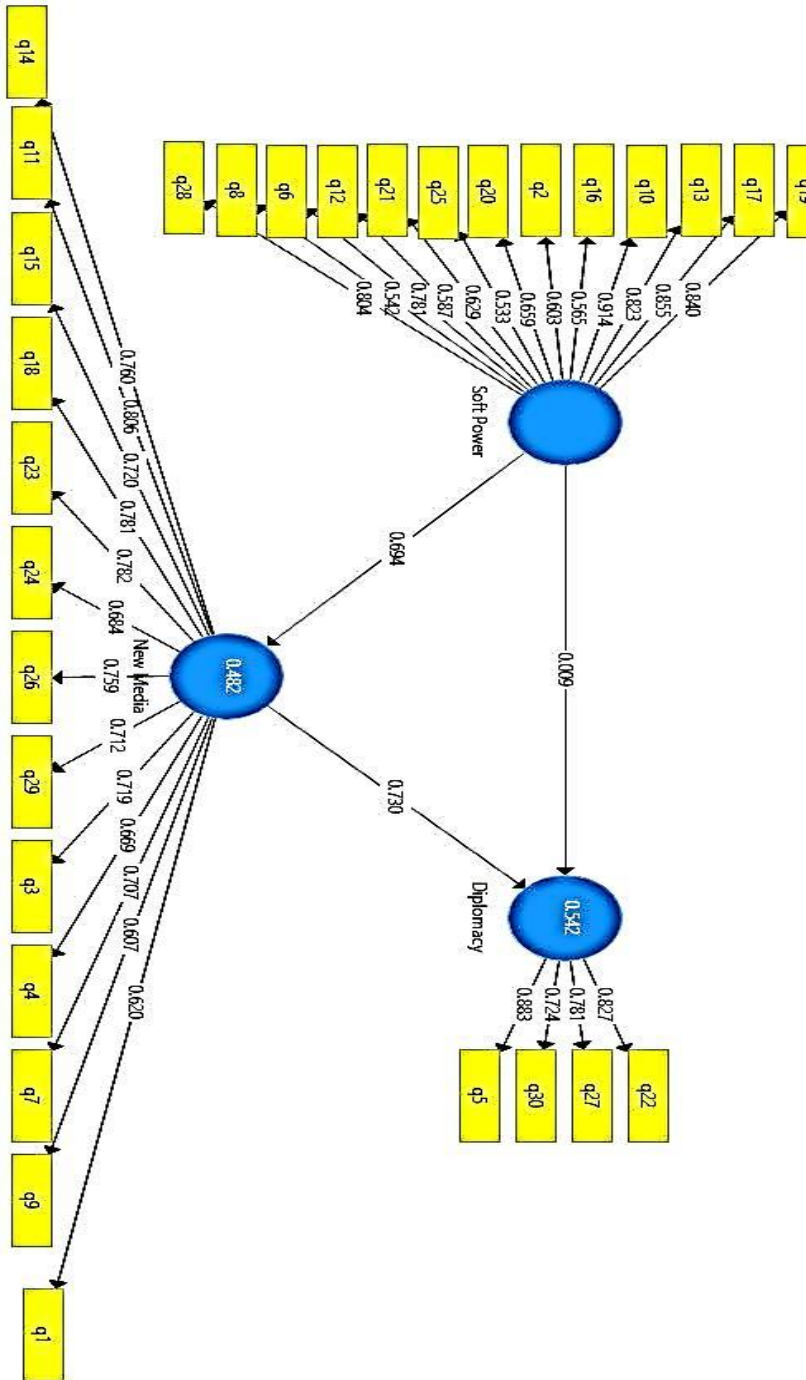 q19
q17
q13
q10
q16
q2
q20
q25
q21
q12
q6
q8
q28
0.840
0.855
0.823
0.914
0.565
0.603
0.659
0.533
0.629
0.587
0.781
0.542
0.804
Soft Power
0.009
0.542
Diplomacy
0.827
0.781
0.724
0.883
q22
q27
q30
q5
0.694
0.730
0.482
New Media
0.760
0.806
0.720
0.781
0.782
0.684
0.759
0.712
0.719
0.669
0.707
0.607
0.620
q14
q11
q15
q18
q23
q24
q26
q29
q3
q4
q7
q9
q1